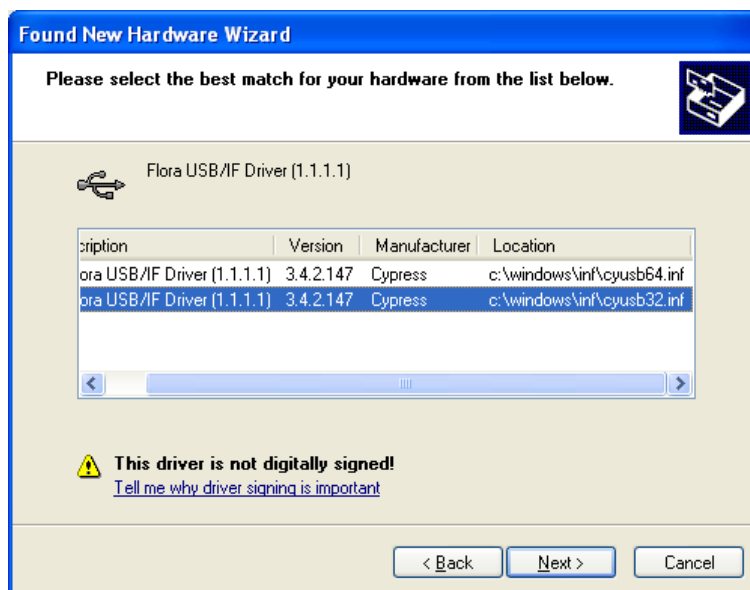 Found New Hardware Wizard
Please select the best match for your hardware from the list below.
Flora USB/IF Driver (1.1.1.1)
cription Version Manufacturer Location
ora USB/IF Driver (1.1.1.1) 3.4.2.147 Cypress c:\windows\inf\cyusb64.inf
ora USB/IF Driver (1.1.1.1) 3.4.2.147 Cypress c:\windows\inf\cyusb32.inf
This driver is not digitally signed!
Tell me why driver signing is important
< Back Next > Cancel